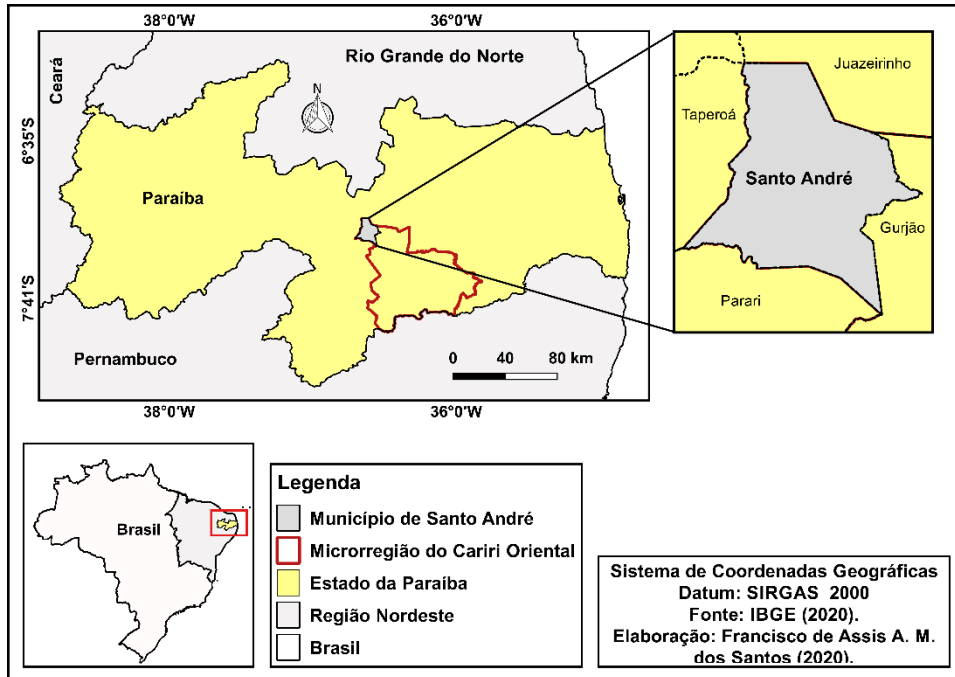 38°0'W
36°0'W
Ceará
Rio Grande do Norte
N
6°35'S
Paraíba
7°41'S
Pernambuco
0 40 80 km
38°0'W
36°0'W
Juazeirinho
Taperoá
Santo André
Gurjão
Parari
Brasil
Legenda
Município de Santo André
Microrregião do Cariri Oriental
Estado da Paraíba
Região Nordeste
Brasil
Sistema de Coordenadas Geográficas
Datum: SIRGAS 2000
Fonte: IBGE (2020).
Elaboração: Francisco de Assis A. M.
dos Santos (2020).